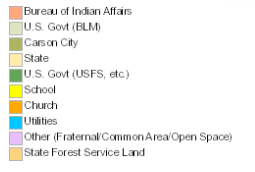 Bureau of Indian Affairs
U.S. Govt (BLM)
Carson City
State
U.S. Govt (USFS, etc.)
School
Church
Utilities
Other (Fraternal/Common Area/Open Space)
State Forest Service Land